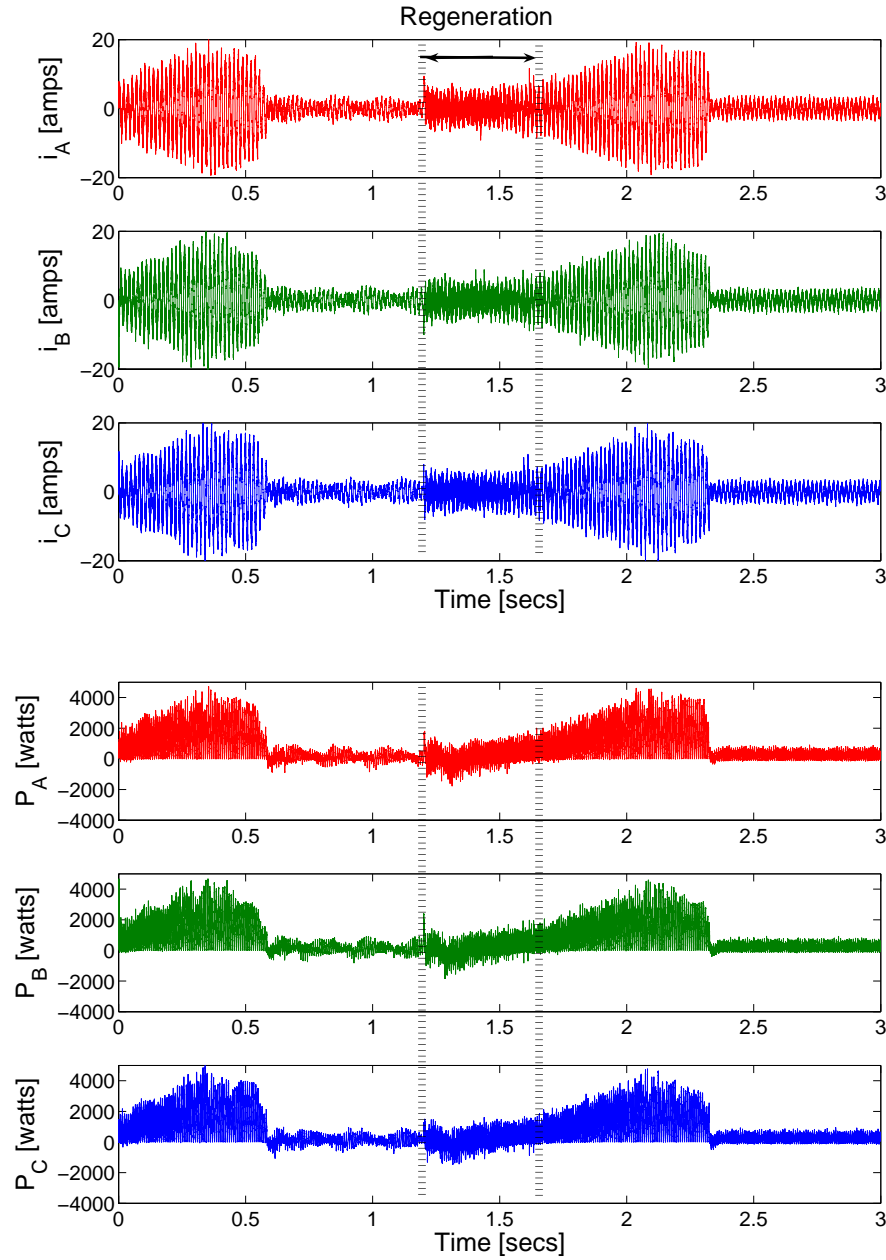 Regeneration
i_A [amps]
20
0
−20
0 0.5 1 1.5 2 2.5 3
i_B [amps]
20
0
−20
0 0.5 1 1.5 2 2.5 3
i_C [amps]
20
0
−20
0 0.5 1 1.5 2 2.5 3
Time [secs]
P_A [watts]
4000
2000
0
−2000
−4000
0 0.5 1 1.5 2 2.5 3
P_B [watts]
4000
2000
0
−2000
−4000
0 0.5 1 1.5 2 2.5 3
P_C [watts]
4000
2000
0
−2000
−4000
0 0.5 1 1.5 2 2.5 3
Time [secs]